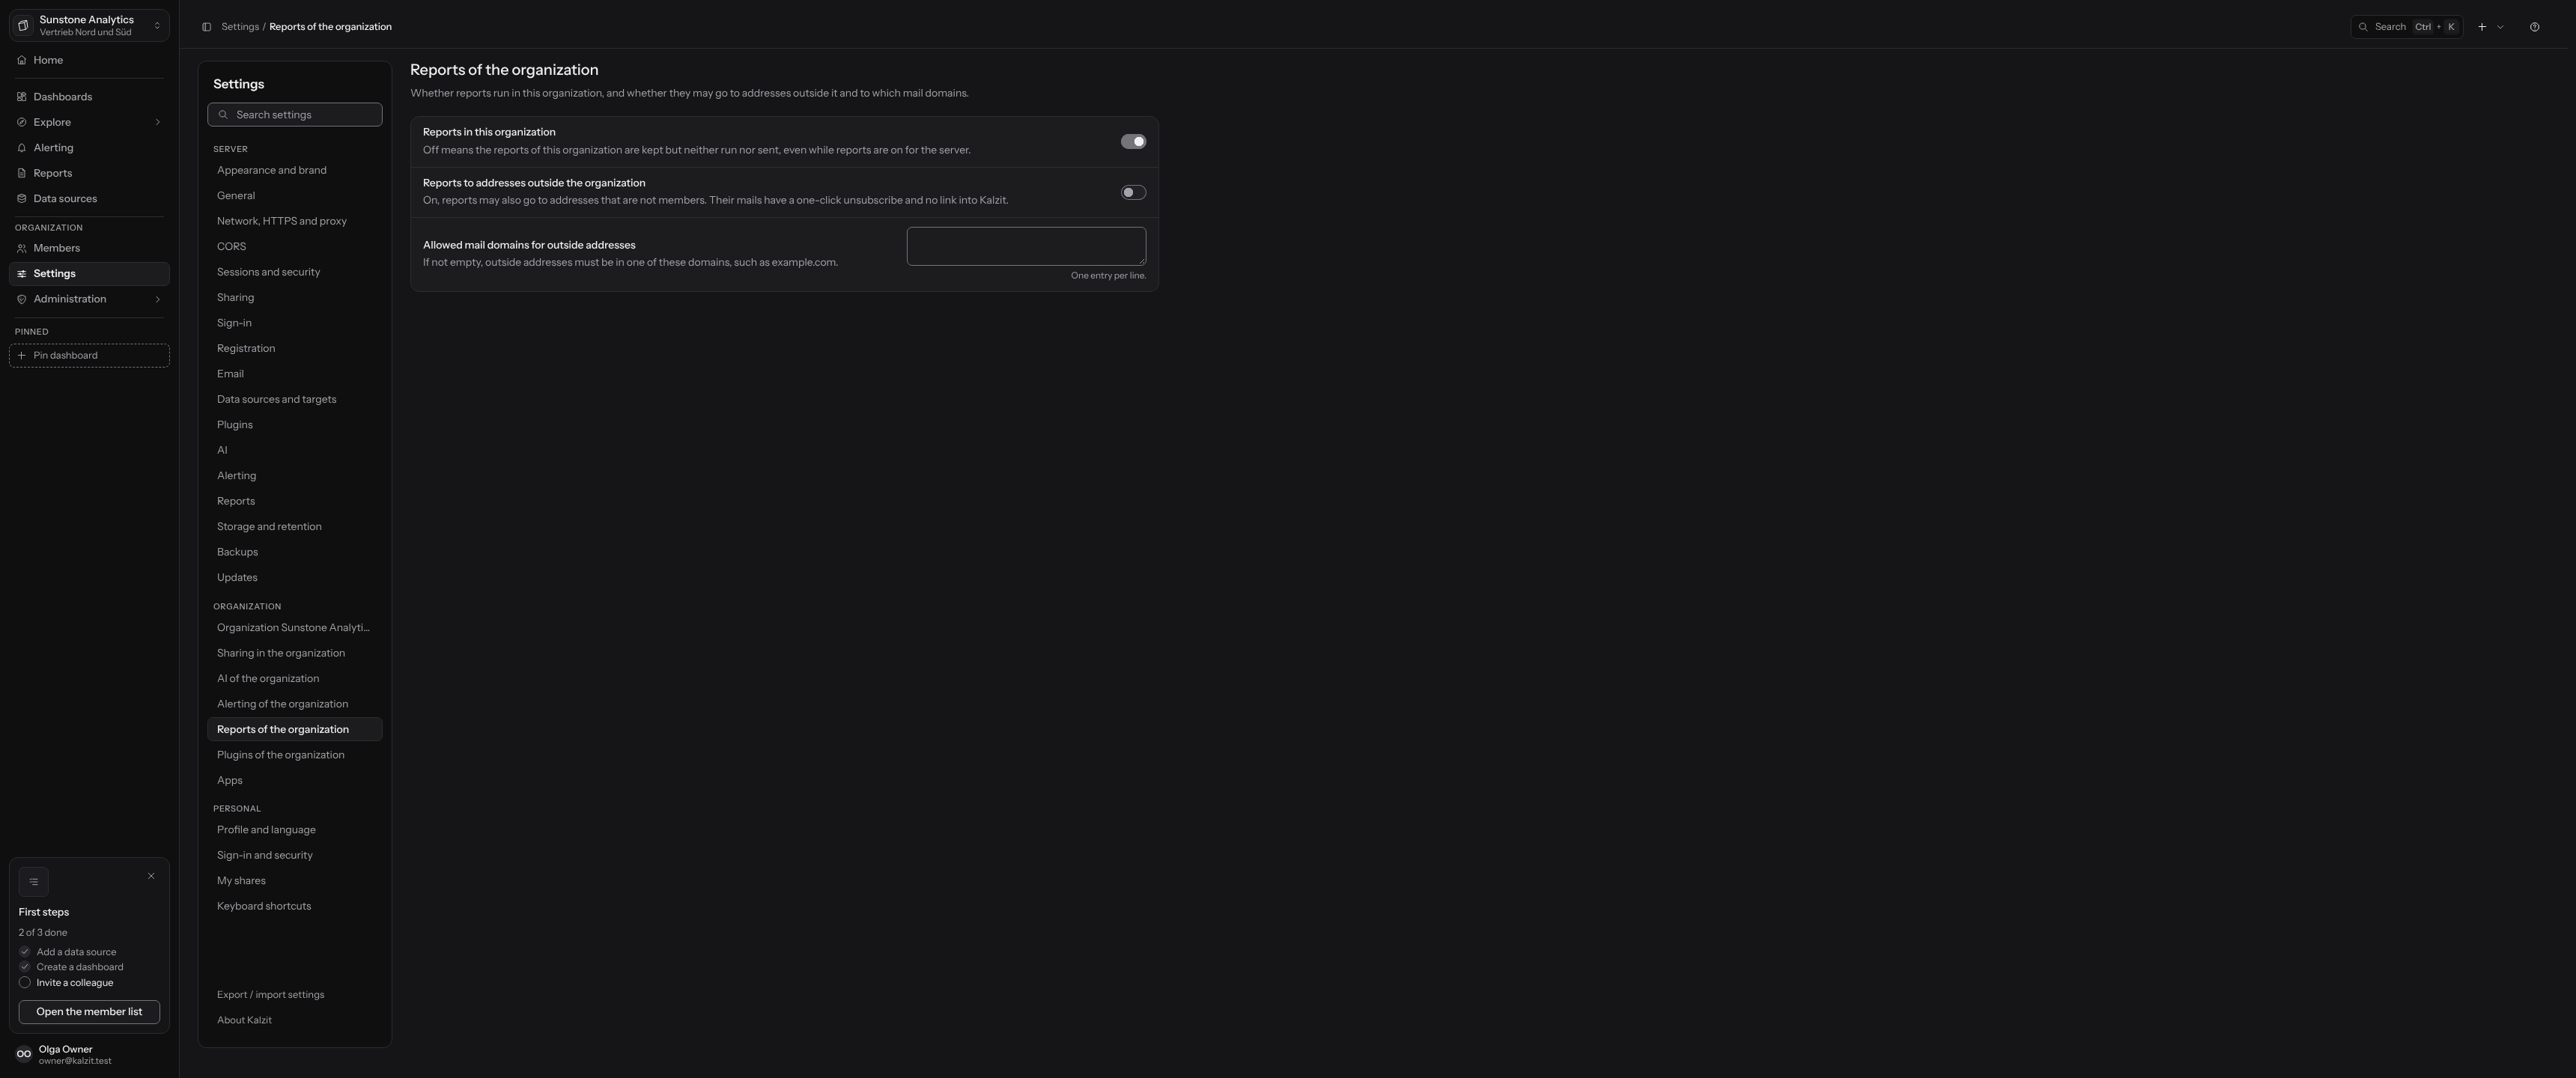 Sunstone Analytics
Vertrieb Nord und Süd
Home
Dashboards
Explore
Alerting
Reports
Data sources
ORGANIZATION
Members
Settings
Administration
PINNED
Pin dashboard
First steps
2 of 3 done
Add a data source
Create a dashboard
Invite a colleague
Open the member list
OO
Olga Owner
owner@kalzit.test
Settings / Reports of the organization
Search Ctrl + K
Settings
Search settings
SERVER
Appearance and brand
General
Network, HTTPS and proxy
CORS
Sessions and security
Sharing
Sign-in
Registration
Email
Data sources and targets
Plugins
AI
Alerting
Reports
Storage and retention
Backups
Updates
ORGANIZATION
Organization Sunstone Analyti...
Sharing in the organization
AI of the organization
Alerting of the organization
Reports of the organization
Plugins of the organization
Apps
PERSONAL
Profile and language
Sign-in and security
My shares
Keyboard shortcuts
Export / import settings
About Kalzit
Reports of the organization
Whether reports run in this organization, and whether they may go to addresses outside it and to which mail domains.
Reports in this organization
Off means the reports of this organization are kept but neither run nor sent, even while reports are on for the server.
Reports to addresses outside the organization
On, reports may also go to addresses that are not members. Their mails have a one-click unsubscribe and no link into Kalzit.
Allowed mail domains for outside addresses
If not empty, outside addresses must be in one of these domains, such as example.com.
One entry per line.